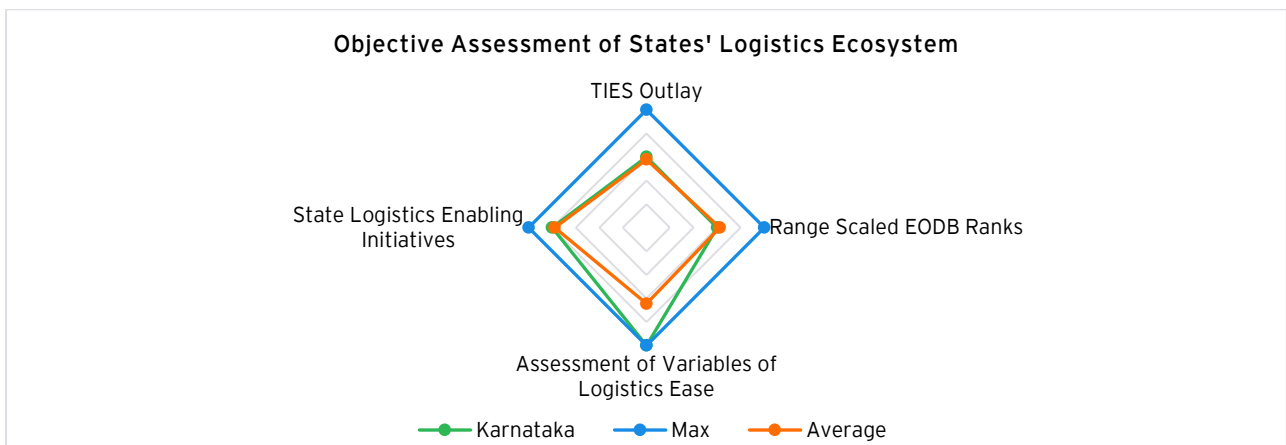 Objective Assessment of States' Logistics Ecosystem
TIES Outlay
State Logistics Enabling
Initiatives
Range Scaled EODB Ranks
Assessment of Variables of
Logistics Ease
Karnataka
Max
Average